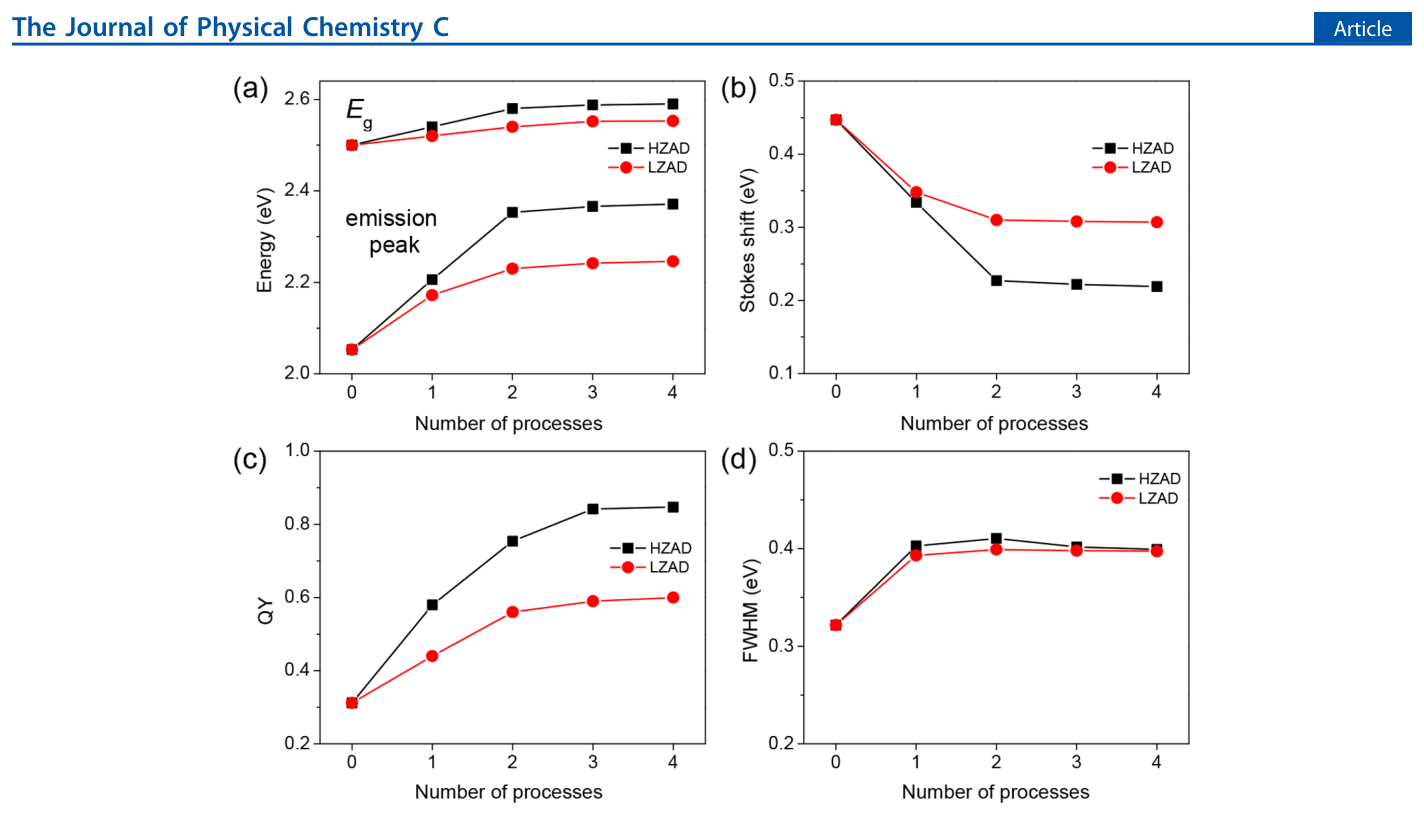 The Journal of Physical Chemistry C
Article
(a)
2.6
2.4
2.2
2.0
Energy (eV)
Eg
emission
peak
HZAD
LZAD
0 1 2 3 4
Number of processes
(b)
0.5
0.4
0.3
0.2
0.1
Stokes shift (eV)
HZAD
LZAD
0 1 2 3 4
Number of processes
(c)
1.0
0.8
0.6
0.4
0.2
QY
HZAD
LZAD
0 1 2 3 4
Number of processes
(d)
0.5
0.4
0.3
0.2
FWHM (eV)
HZAD
LZAD
0 1 2 3 4
Number of processes